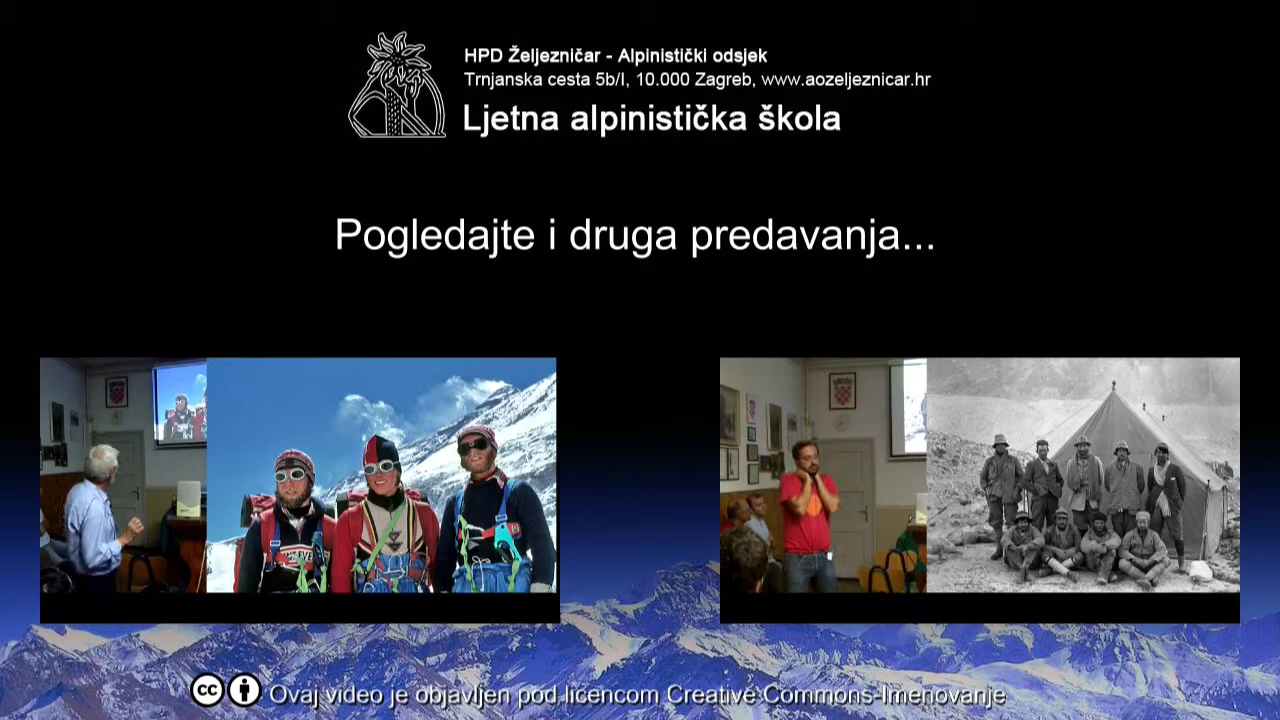 HPD Željezničar - Alpinistički odsjek
Trnjanska cesta 5b/I, 10.000 Zagreb, www.aozeljeznicar.hr
Ljetna alpinistička škola
Pogledajte i druga predavanja...
Ovaj video je objavljen pod licencom Creative Commons-Imenovanje